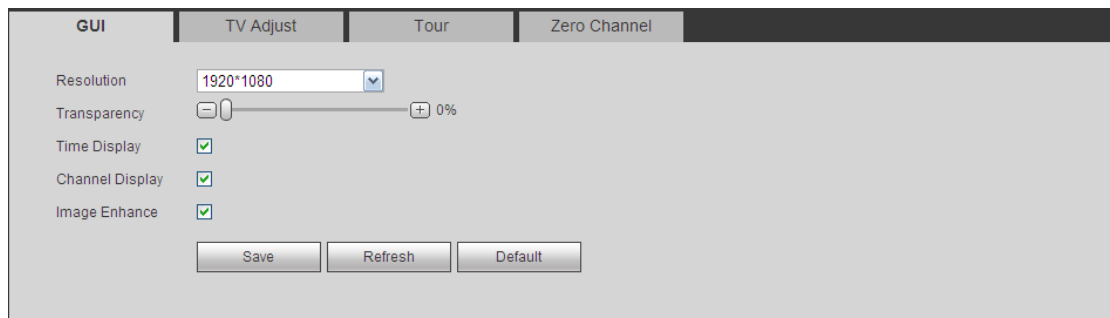 GUI TV Adjust Tour Zero Channel
Resolution 1920*1080
Transparency 0%
Time Display
Channel Display
Image Enhance
Save Refresh Default